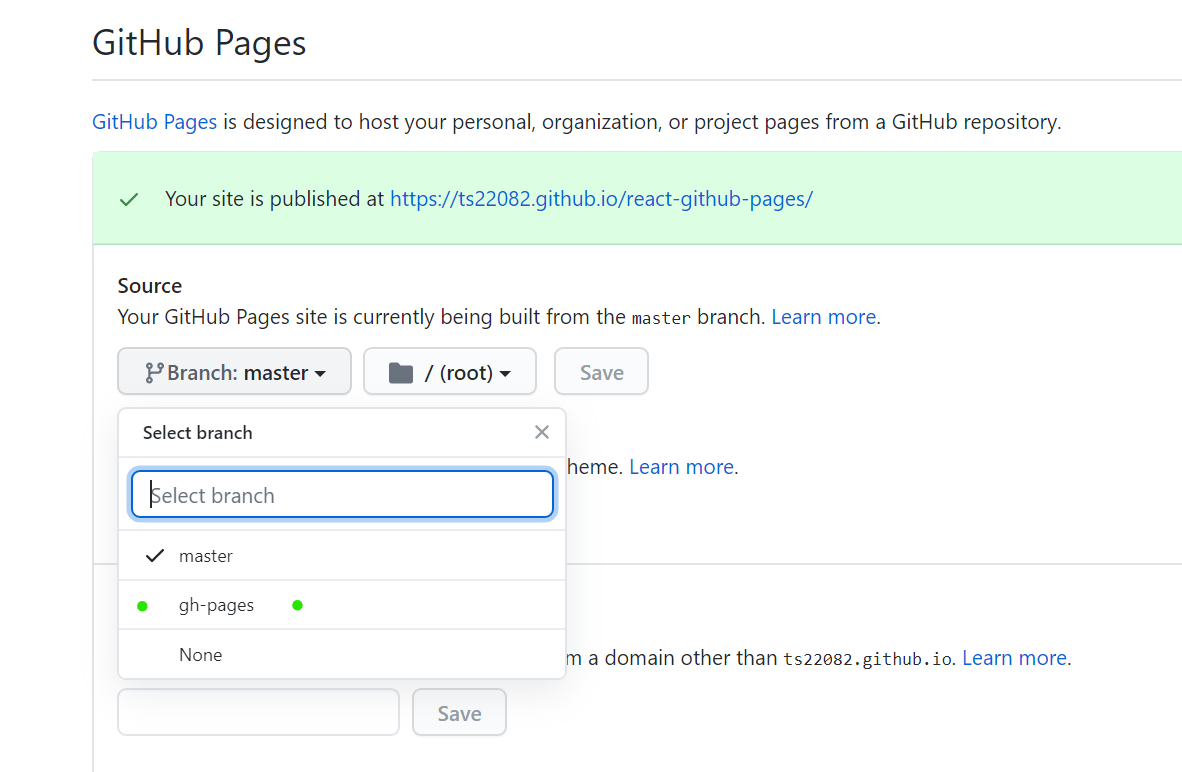 GitHub Pages
GitHub Pages is designed to host your personal, organization, or project pages from a GitHub repository.
Your site is published at https://ts22082.github.io/react-github-pages/
Source
Your GitHub Pages site is currently being built from the master branch. Learn more.
Branch: master / (root) Save
Select branch
Select branch
heme. Learn more.
master
gh-pages
None
m a domain other than ts22082.github.io. Learn more.
Save